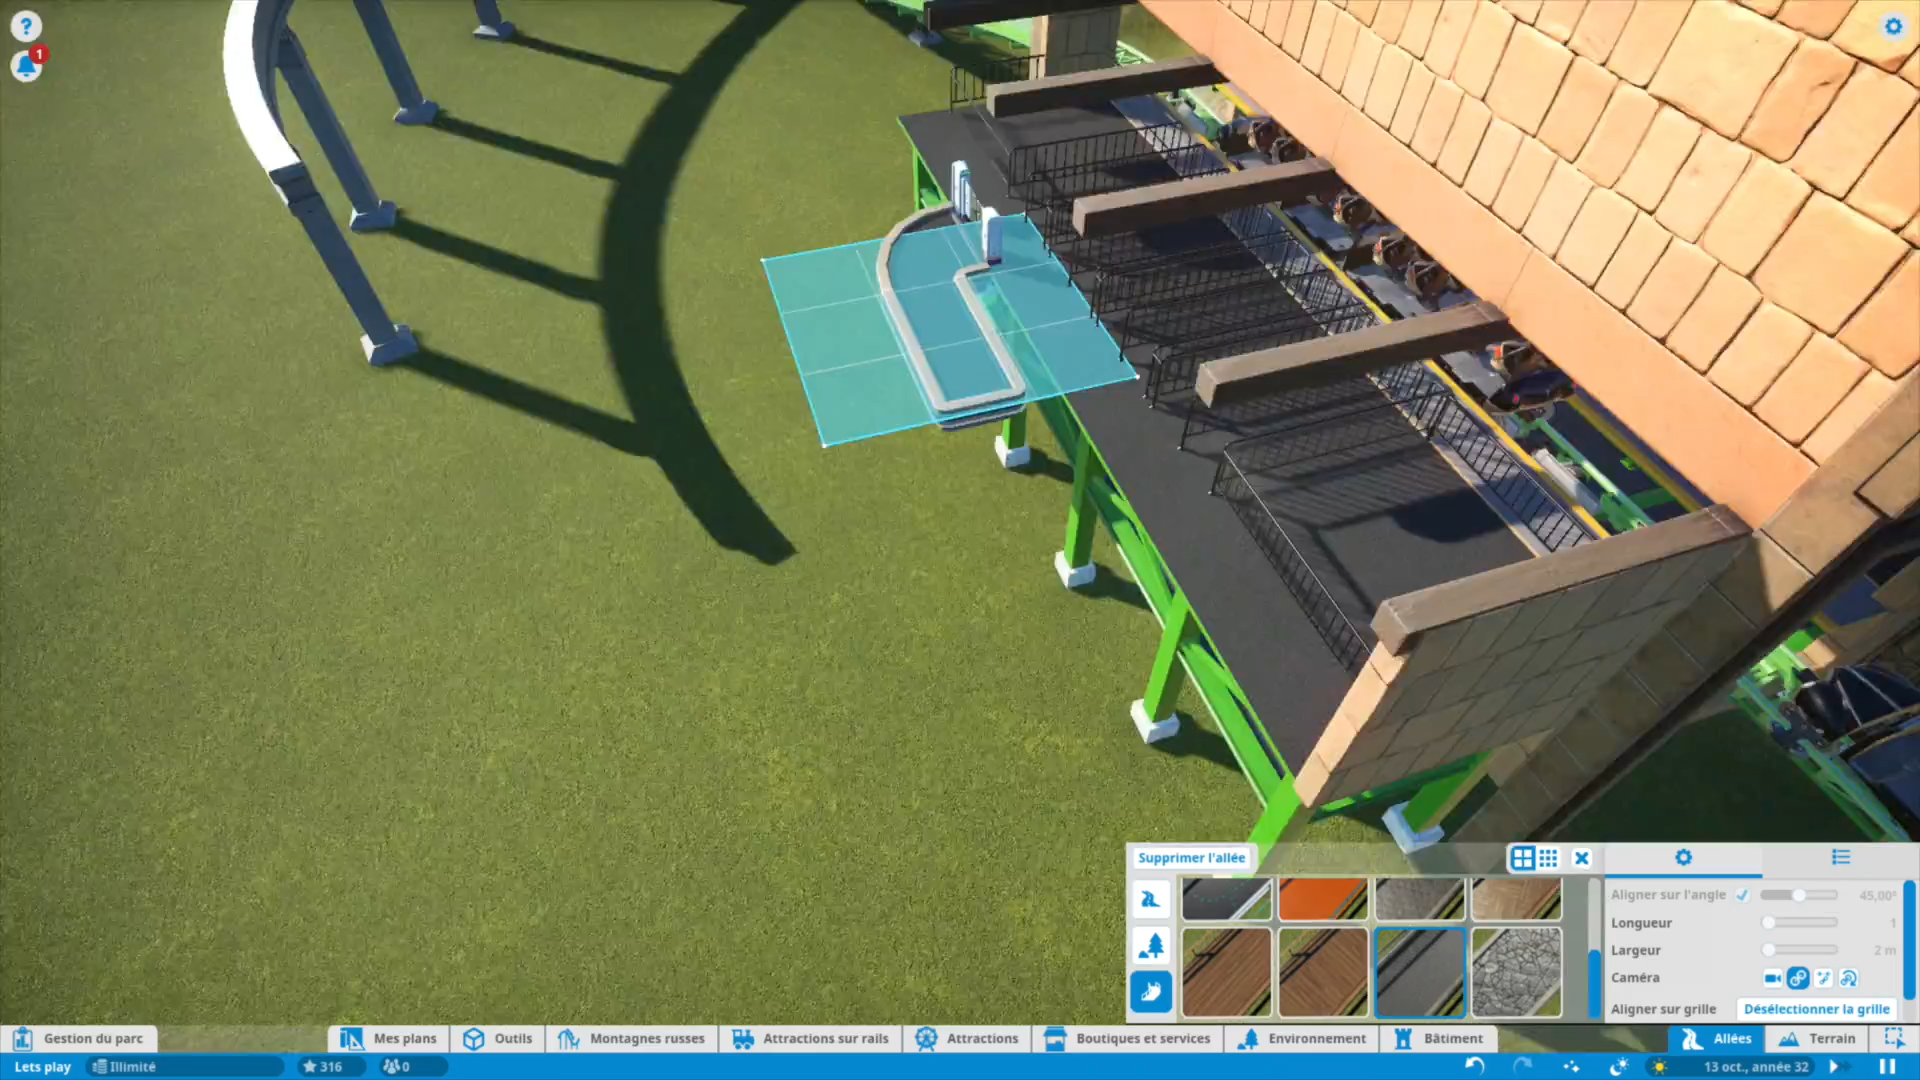 ?
1
Supprimer l'allée
Aligner sur l'angle 45,00°
Longueur 1
Largeur 2 m
Caméra
Aligner sur grille Désélectionner la grille
Gestion du parc Mes plans Outils Montagnes russes Attractions sur rails Attractions Boutiques et services Environnement Bâtiment Allées Terrain
Lets play Illimité 316 0 13 oct., année 32